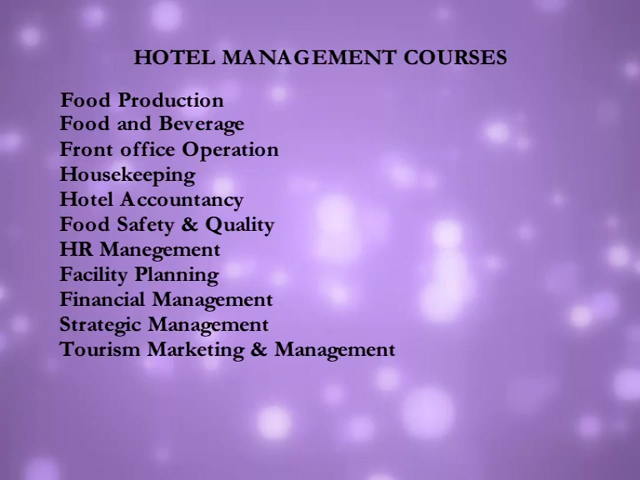 HOTEL MANAGEMENT COURSES
Food Production
Food and Beverage
Front office Operation
Housekeeping
Hotel Accountancy
Food Safety & Quality
HR Manegement
Facility Planning
Financial Management
Strategic Management
Tourism Marketing & Management